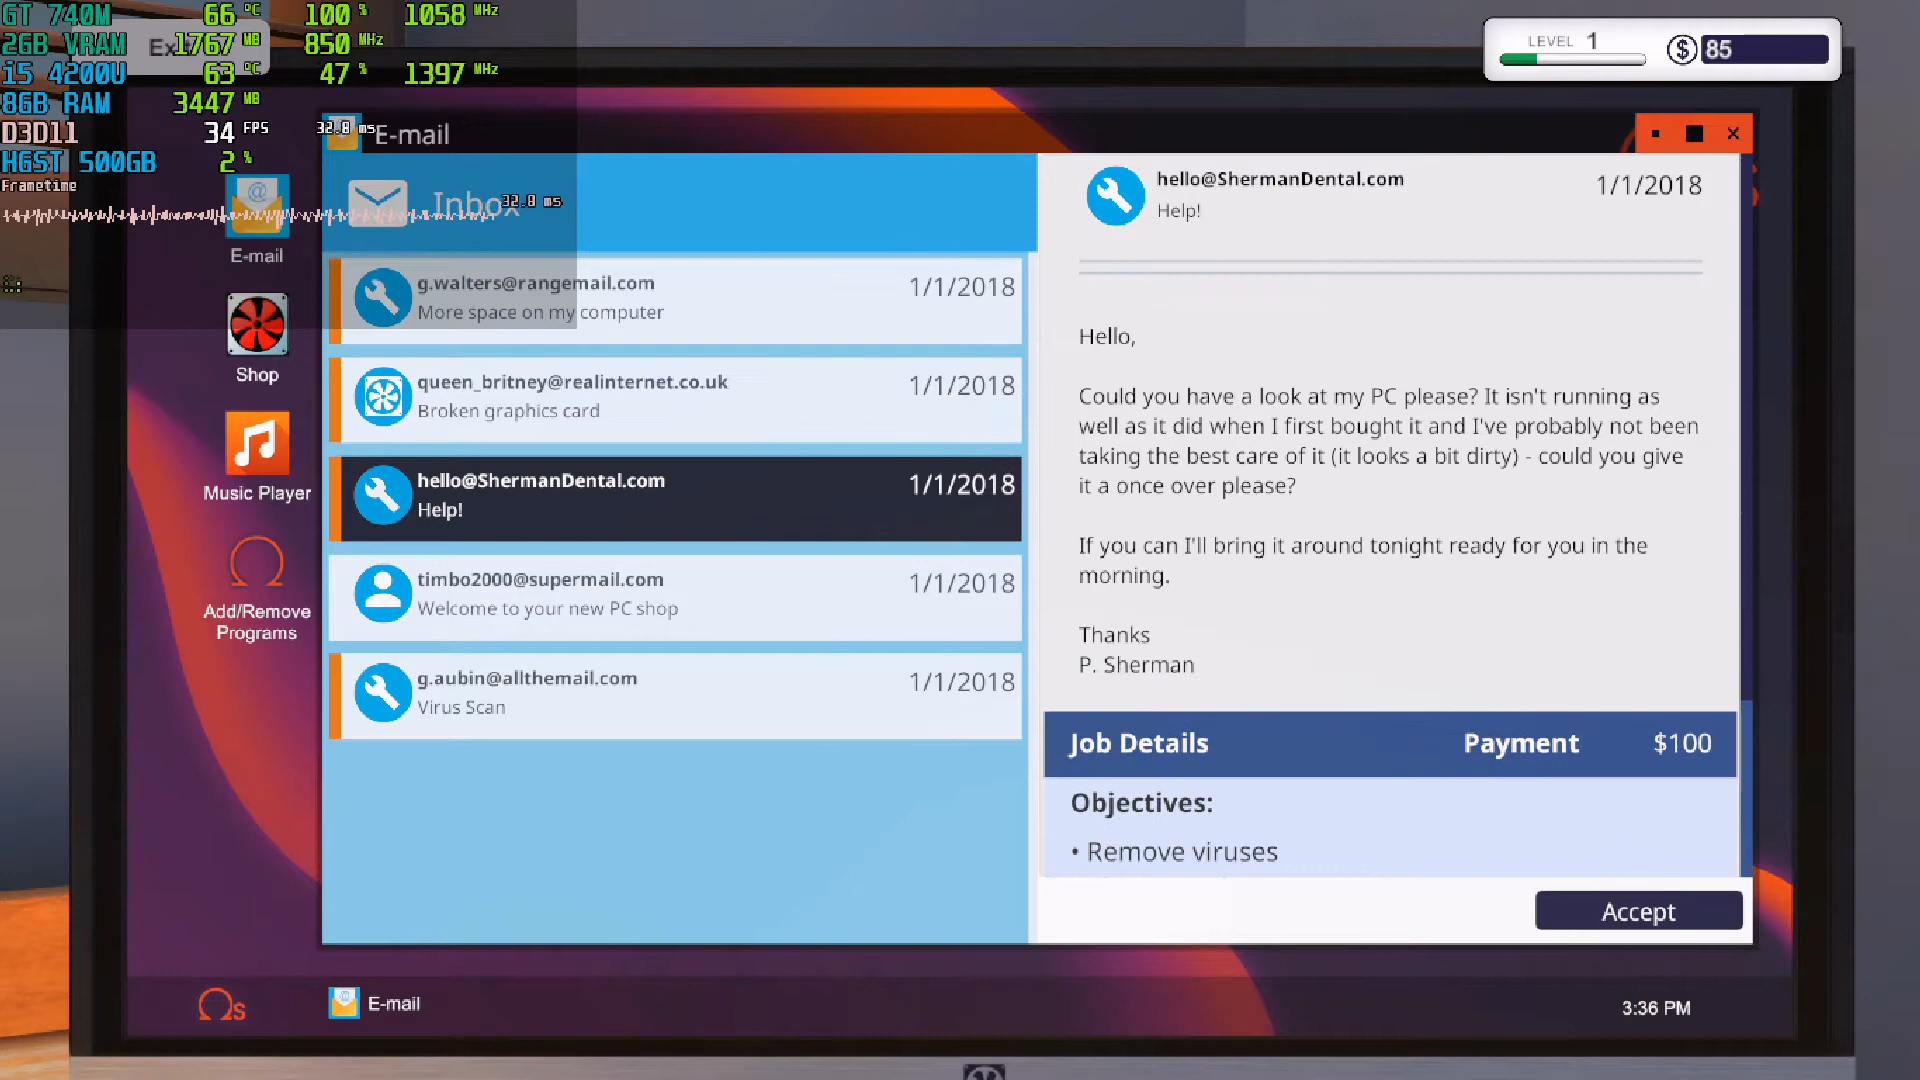 GT 740M 66 °C 100 % 1058 MHz
2GB VRAM 1767 MB 850 MHz
i5 4200U 63 °C 47 % 1397 MHz
8GB RAM 3447 MB
D3D11 34 FPS 32.8 ms
HGST 500GB 2 %
Frametime
32.8 ms
LEVEL 1
$ 85
E-mail
Shop
Music Player
Add/Remove
Programs
E-mail
Inbox
g.walters@rangemail.com 1/1/2018
More space on my computer
queen_britney@realinternet.co.uk 1/1/2018
Broken graphics card
hello@ShermanDental.com 1/1/2018
Help!
timbo2000@supermail.com 1/1/2018
Welcome to your new PC shop
g.aubin@allthemail.com 1/1/2018
Virus Scan
hello@ShermanDental.com 1/1/2018
Help!
Hello,
Could you have a look at my PC please? It isn't running as
well as it did when I first bought it and I've probably not been
taking the best care of it (it looks a bit dirty) - could you give
it a once over please?
If you can I'll bring it around tonight ready for you in the
morning.
Thanks
P. Sherman
Job Details Payment $100
Objectives:
• Remove viruses
Accept
Ωs
E-mail
3:36 PM